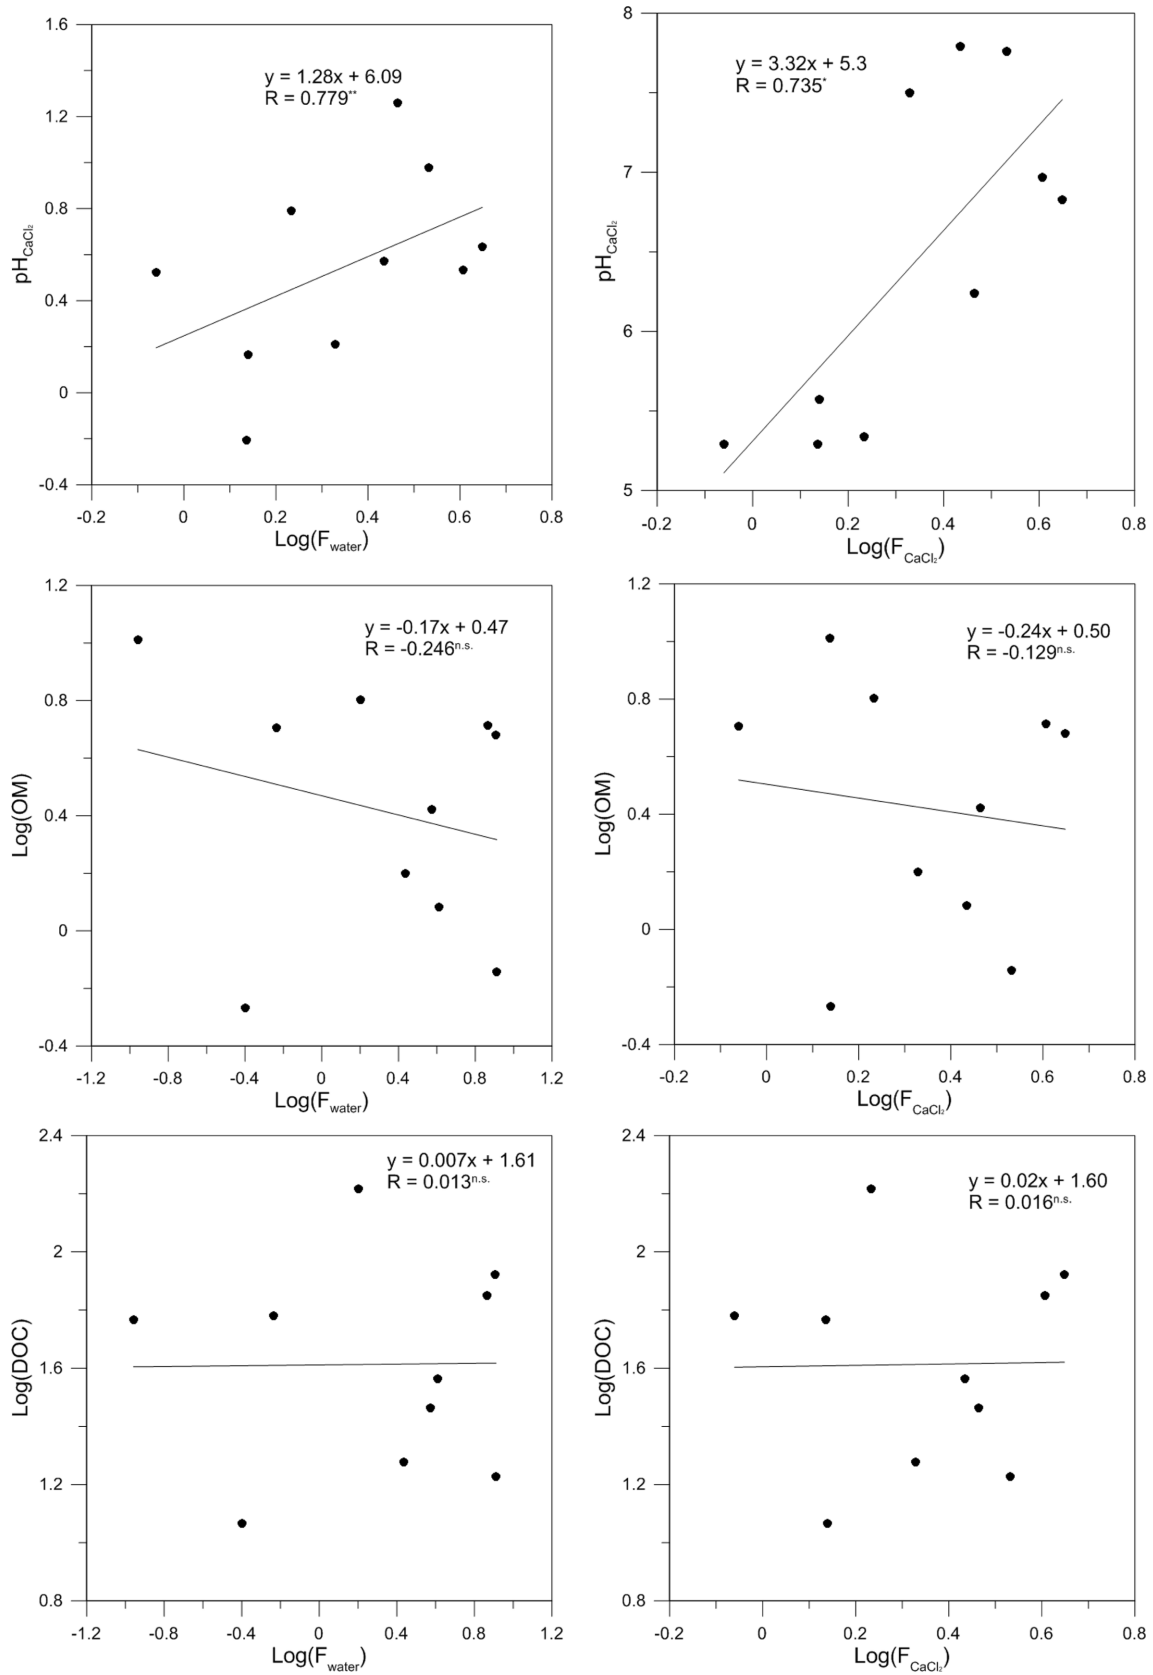 1.6
1.2
0.8
0.4
0
-0.4
-0.2
0
0.2
0.4
0.6
0.8
pH_CaCl₂
Log(F_water)
y = 1.28x + 6.09
R = 0.779**
8
7
6
5
-0.2
0
0.2
0.4
0.6
0.8
pH_CaCl₂
Log(F_CaCl₂)
y = 3.32x + 5.3
R = 0.735*
1.2
0.8
0.4
0
-0.4
-1.2
-0.8
-0.4
0
0.4
0.8
1.2
Log(OM)
Log(F_water)
y = -0.17x + 0.47
R = -0.246n.s.
1.2
0.8
0.4
0
-0.4
-0.2
0
0.2
0.4
0.6
0.8
Log(OM)
Log(F_CaCl₂)
y = -0.24x + 0.50
R = -0.129n.s.
2.4
2
1.6
1.2
0.8
-1.2
-0.8
-0.4
0
0.4
0.8
1.2
Log(DOC)
Log(F_water)
y = 0.007x + 1.61
R = 0.013n.s.
2.4
2
1.6
1.2
0.8
-0.2
0
0.2
0.4
0.6
0.8
Log(DOC)
Log(F_CaCl₂)
y = 0.02x + 1.60
R = 0.016n.s.